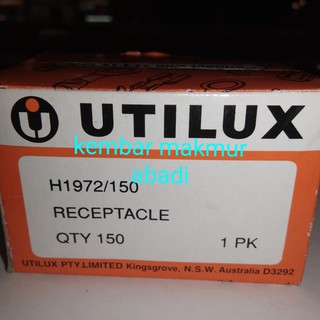 UTILUX
kembar makmur
abadi
H1972/150
RECEPTACLE
QTY 150 1 PK
UTILUX PTY.LIMITED Kingsgrove, N.S.W. Australia D3292